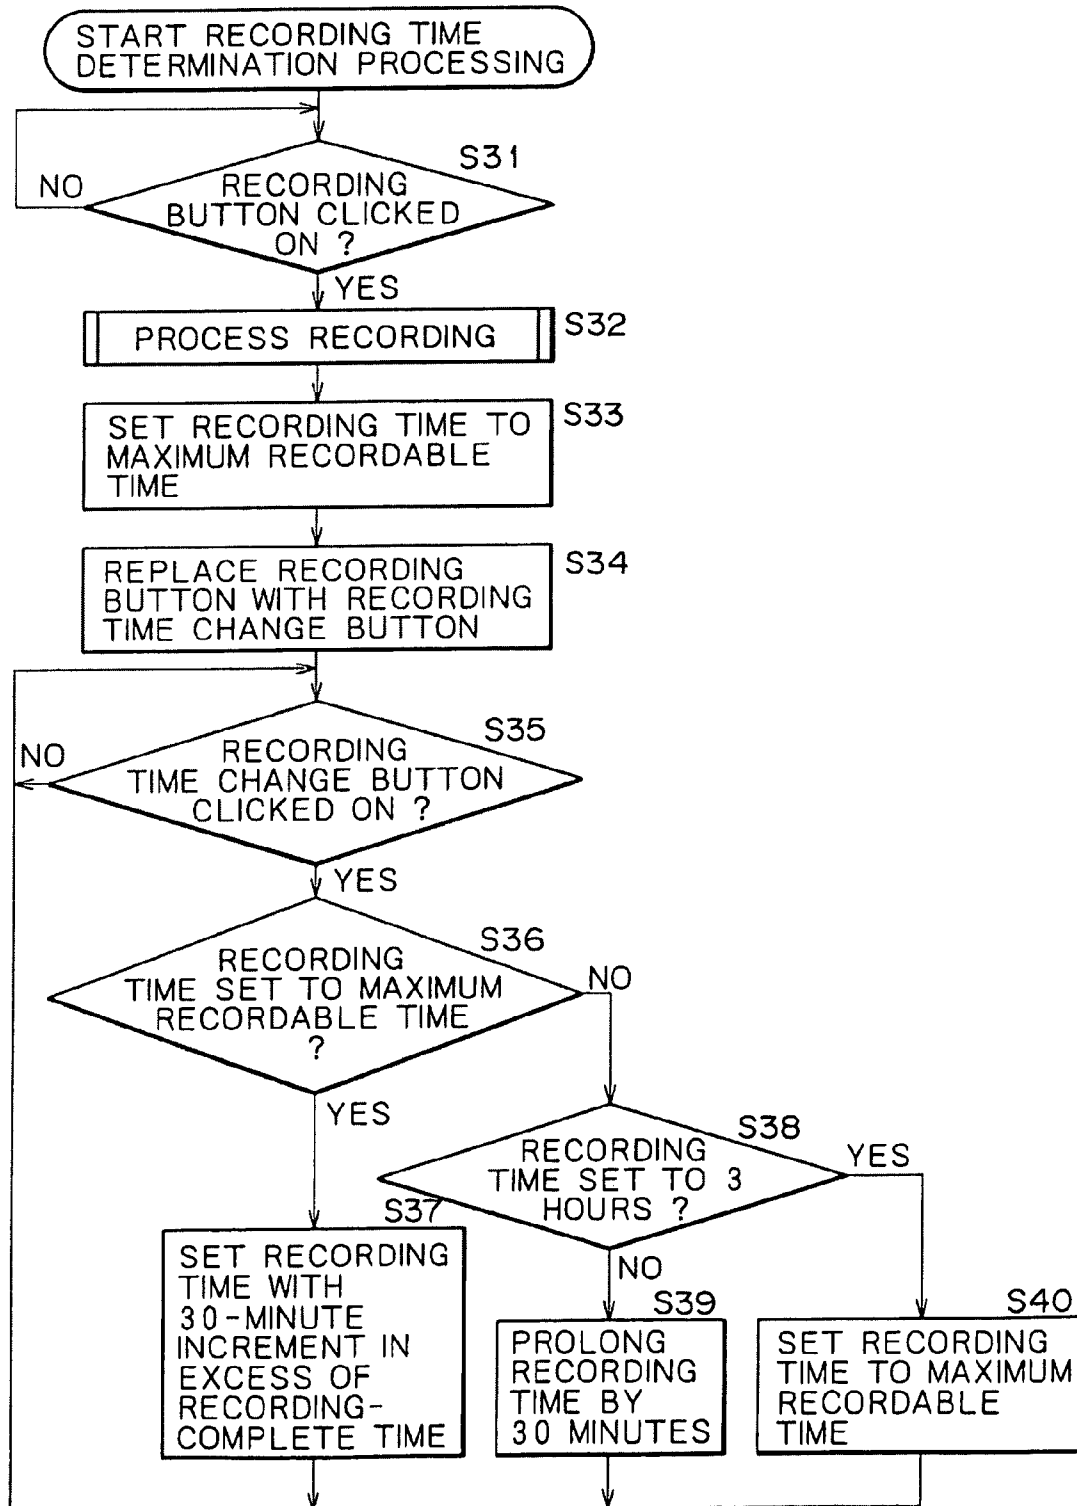 START RECORDING TIME
DETERMINATION PROCESSING
S31
NO
RECORDING
BUTTON CLICKED
ON ?
YES
PROCESS RECORDING
S32
SET RECORDING TIME TO
MAXIMUM RECORDABLE
TIME
S33
REPLACE RECORDING
BUTTON WITH RECORDING
TIME CHANGE BUTTON
S34
S35
NO
RECORDING
TIME CHANGE BUTTON
CLICKED ON ?
YES
S36
RECORDING
TIME SET TO MAXIMUM
RECORDABLE TIME
?
NO
YES
S38
RECORDING
TIME SET TO 3
HOURS ?
YES
NO
S37
SET RECORDING
TIME WITH
30-MINUTE
INCREMENT IN
EXCESS OF
RECORDING-
COMPLETE TIME
S39
PROLONG
RECORDING
TIME BY
30 MINUTES
S40
SET RECORDING
TIME TO MAXIMUM
RECORDABLE
TIME